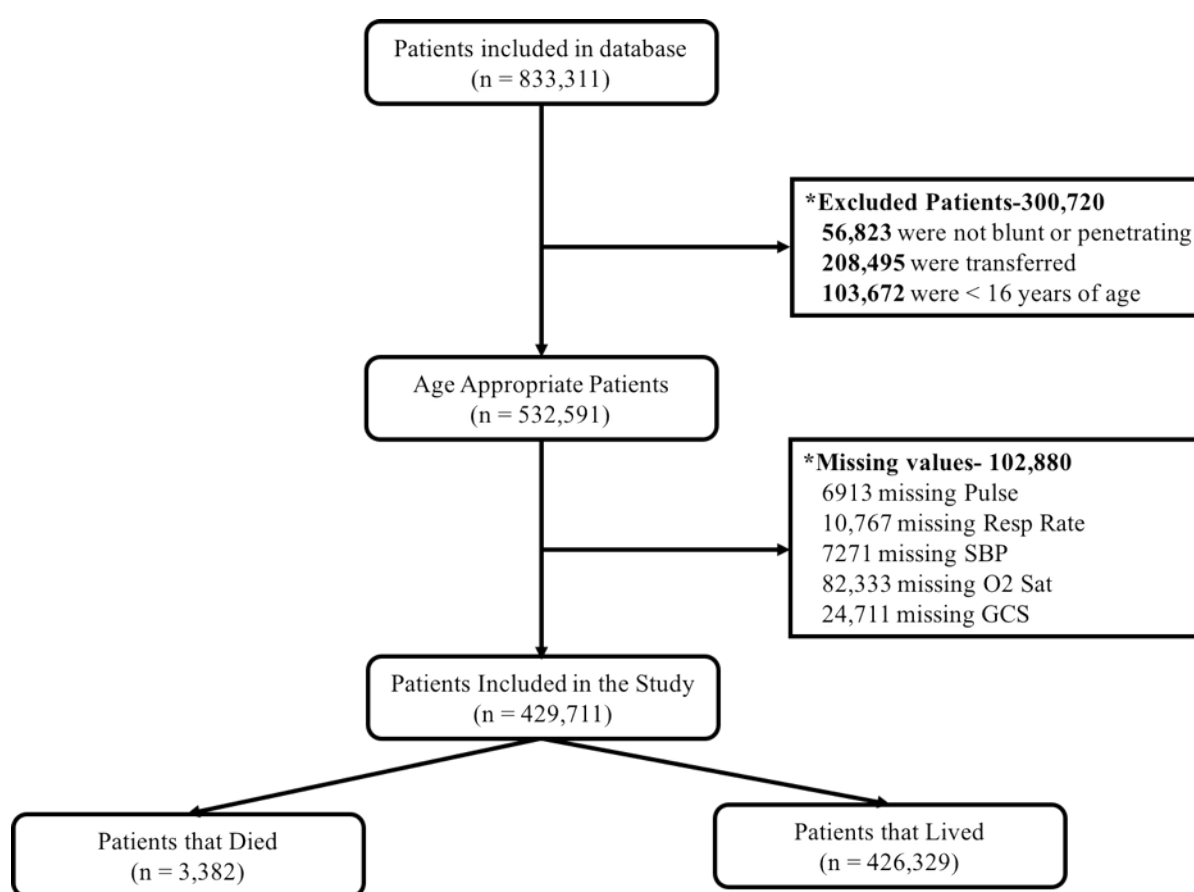 Patients included in database
(n = 833,311)
*Excluded Patients-300,720
56,823 were not blunt or penetrating
208,495 were transferred
103,672 were < 16 years of age
Age Appropriate Patients
(n = 532,591)
*Missing values- 102,880
6913 missing Pulse
10,767 missing Resp Rate
7271 missing SBP
82,333 missing O2 Sat
24,711 missing GCS
Patients Included in the Study
(n = 429,711)
Patients that Died
(n = 3,382)
Patients that Lived
(n = 426,329)